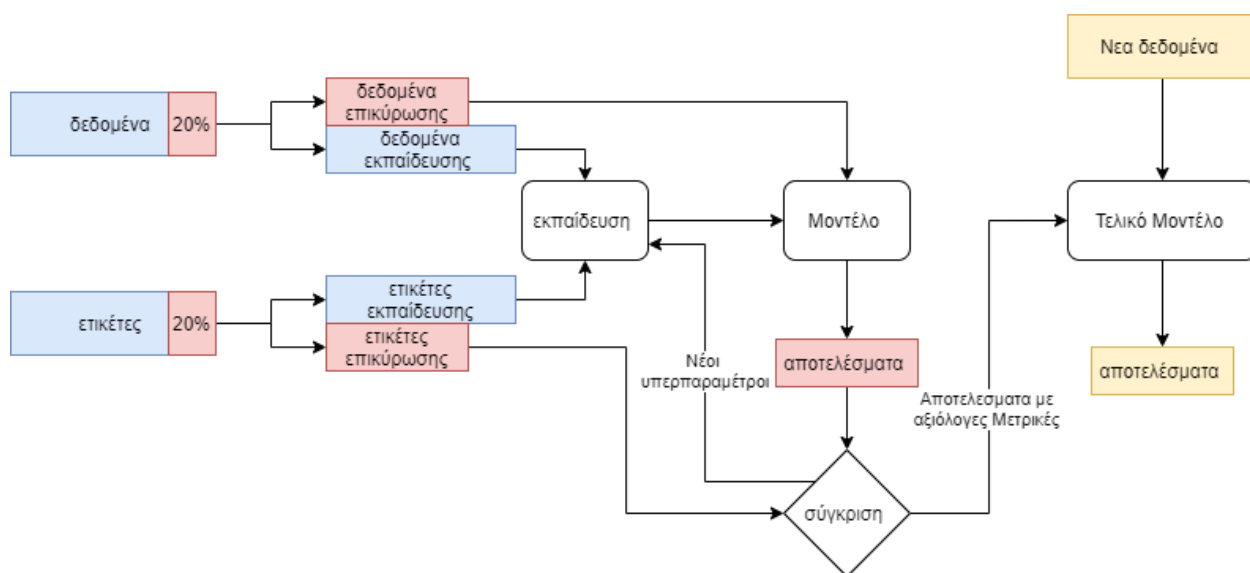 Νεα δεδομένα
δεδομένα 20%
δεδομένα
επικύρωσης
δεδομένα
εκπαίδευσης
εκπαίδευση
Μοντέλο
Τελικό Μοντέλο
ετικέτες 20%
ετικέτες
εκπαίδευσης
ετικέτες
επικύρωσης
Νέοι
υπερπαραμέτροι
αποτελέσματα
αποτελέσματα
Αποτελεσματα με
αξιόλογες Μετρικές
σύγκριση